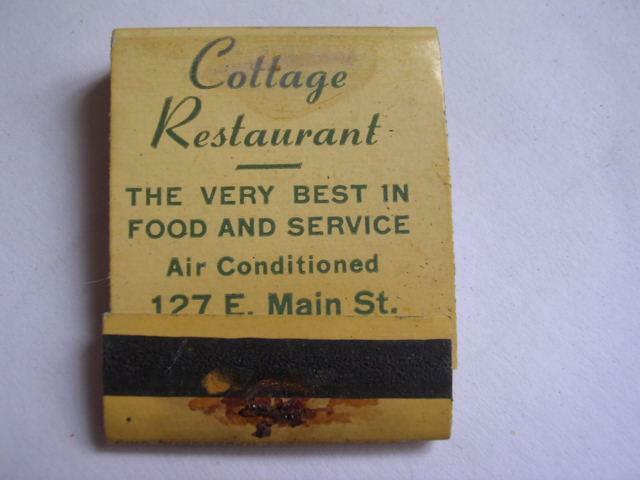 Cottage
Restaurant
THE VERY BEST IN
FOOD AND SERVICE
Air Conditioned
127 E. Main St.